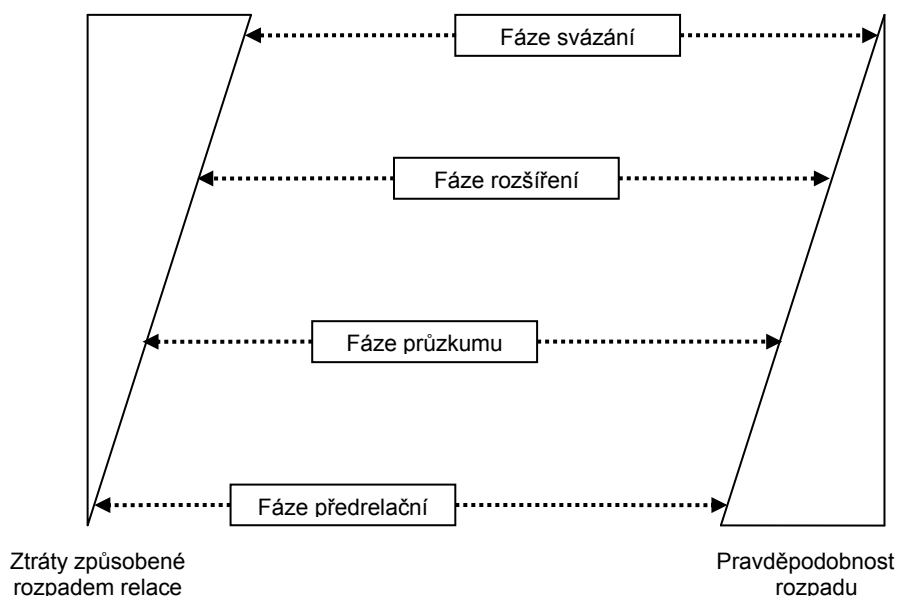 Fáze svázání
Fáze rozšíření
Fáze průzkumu
Fáze předrelační
Ztráty způsobené
rozpadem relace
Pravděpodobnost
rozpadu